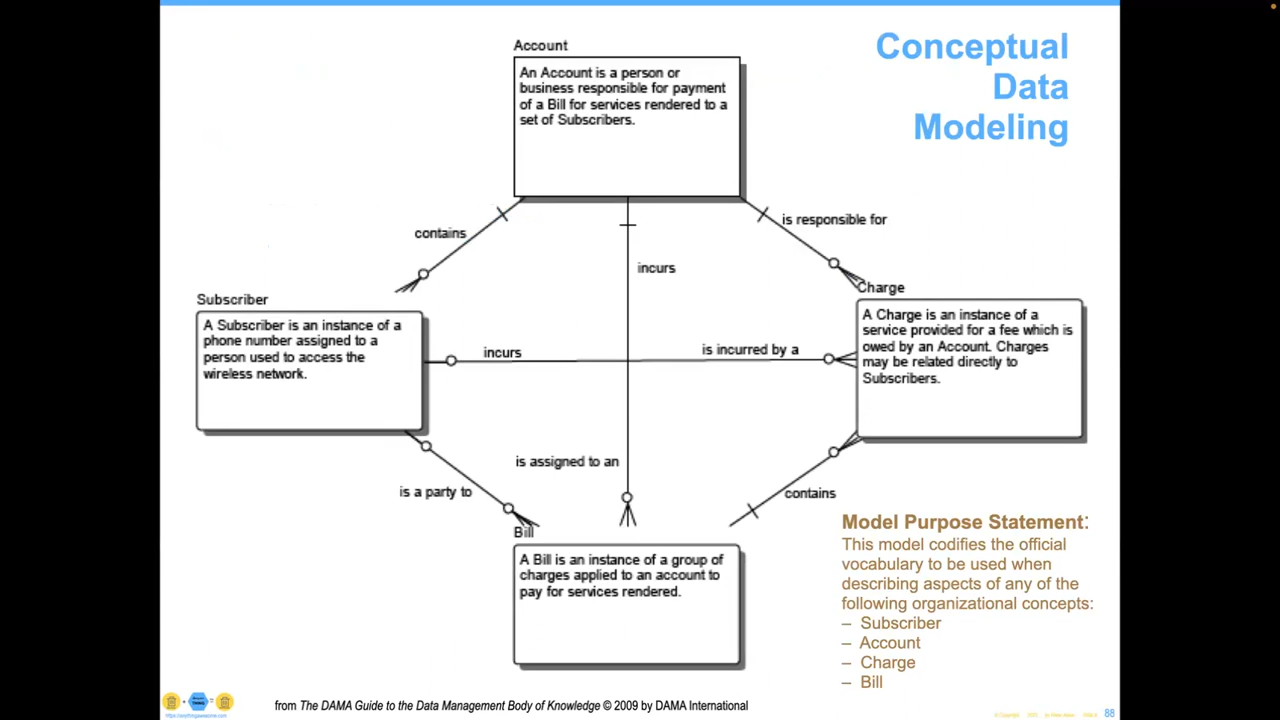 Conceptual
Data
Modeling
Account
An Account is a person or
business responsible for payment
of a Bill for services rendered to a
set of Subscribers.
contains
incurs
is responsible for
Subscriber
A Subscriber is an instance of a
phone number assigned to a
person used to access the
wireless network.
incurs
is incurred by a
Charge
A Charge is an instance of a
service provided for a fee which is
owed by an Account. Charges
may be related directly to
Subscribers.
is a party to
is assigned to an
contains
Bill
A Bill is an instance of a group of
charges applied to an account to
pay for services rendered.
Model Purpose Statement:
This model codifies the official
vocabulary to be used when
describing aspects of any of the
following organizational concepts:
– Subscriber
– Account
– Charge
– Bill
from The DAMA Guide to the Data Management Body of Knowledge © 2009 by DAMA International
88